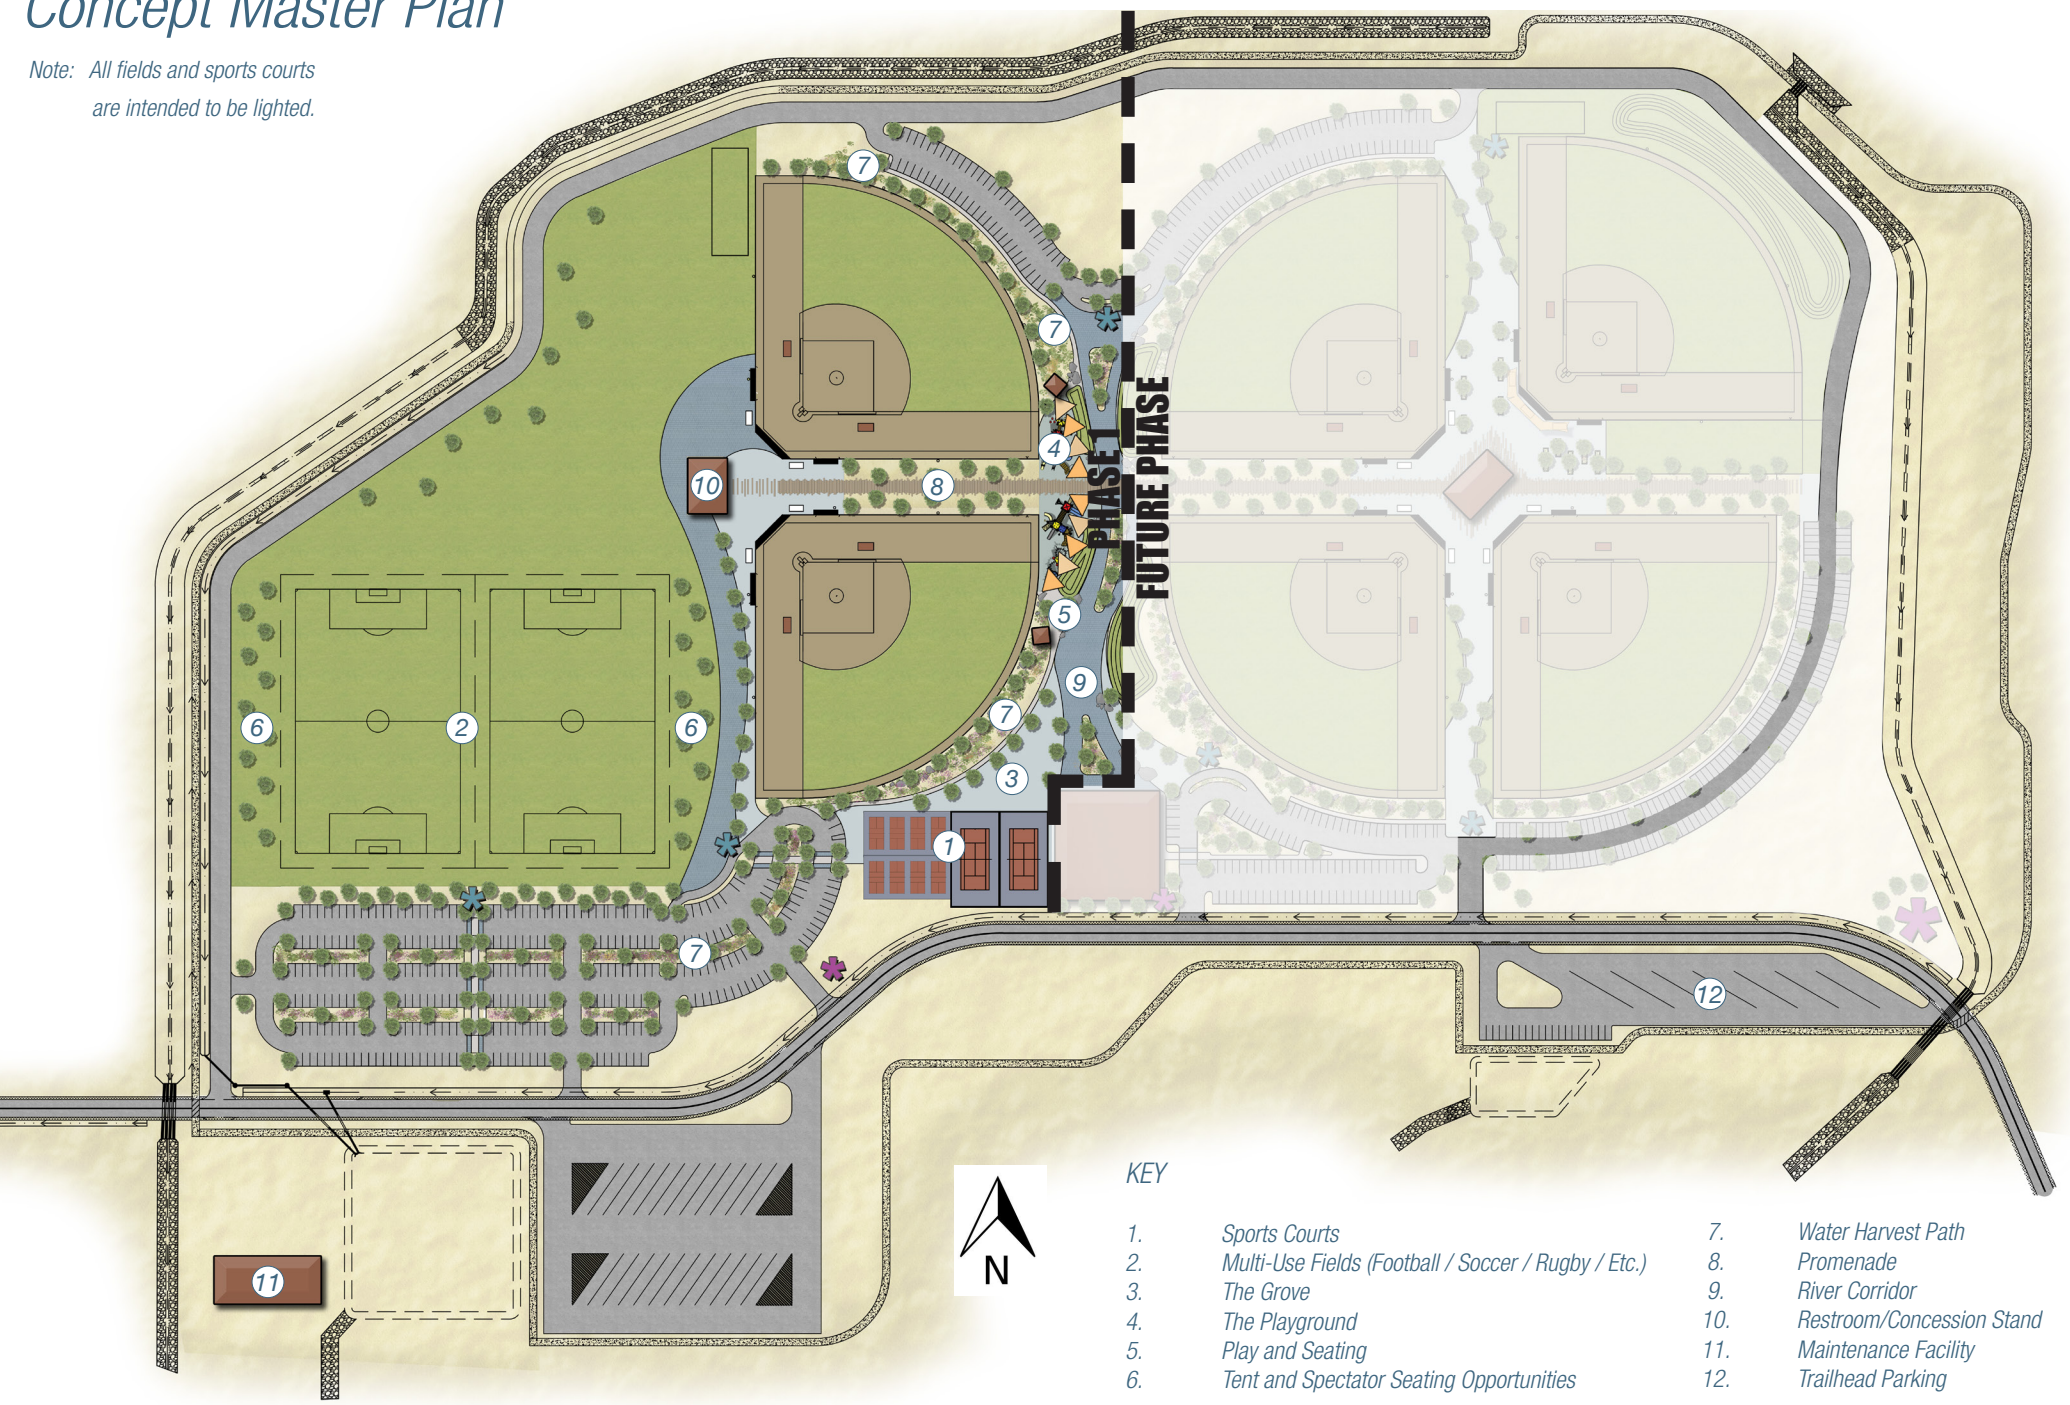 Concept Master Plan
Note: All fields and sports courts
are intended to be lighted.
7
7
4
10
8
PHASE 1
FUTURE PHASE
5
9
6
2
6
7
3
1
7
12
11
N
KEY
1. Sports Courts
2. Multi-Use Fields (Football / Soccer / Rugby / Etc.)
3. The Grove
4. The Playground
5. Play and Seating
6. Tent and Spectator Seating Opportunities
7. Water Harvest Path
8. Promenade
9. River Corridor
10. Restroom/Concession Stand
11. Maintenance Facility
12. Trailhead Parking